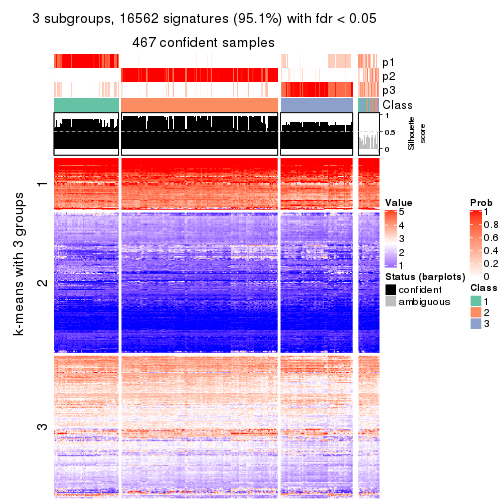 3 subgroups, 16562 signatures (95.1%) with fdr < 0.05
467 confident samples
p1
p2
p3
Class
1
0.5
0
Silhouette
score
k-means with 3 groups
1
2
3
Value
5
4
3
2
1
Status (barplots)
confident
ambiguous
Prob
1
0.8
0.6
0.4
0.2
0
Class
1
2
3